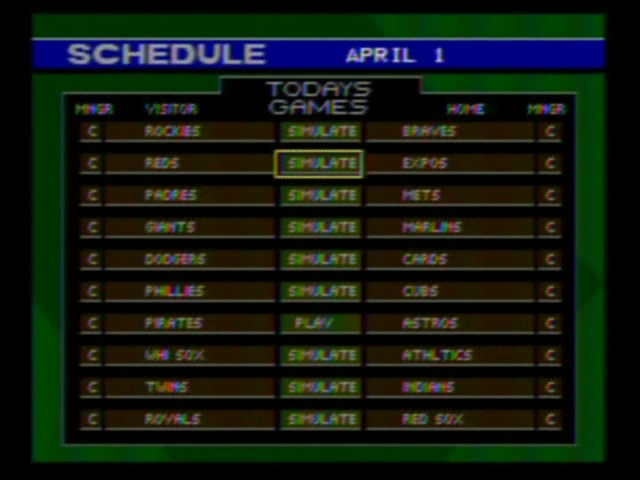 SCHEDULE APRIL 1
TODAYS
GAMES
MNGR VISITOR HOME MNGR
C ROCKIES SIMULATE BRAVES C
C REDS SIMULATE EXPOS C
C PADRES SIMULATE METS C
C GIANTS SIMULATE MARLINS C
C DODGERS SIMULATE CARDS C
C PHILLIES SIMULATE CUBS C
C PIRATES PLAY ASTROS C
C WHI SOX SIMULATE ATHLTICS C
C TWINS SIMULATE INDIANS C
C ROYALS SIMULATE RED SOX C